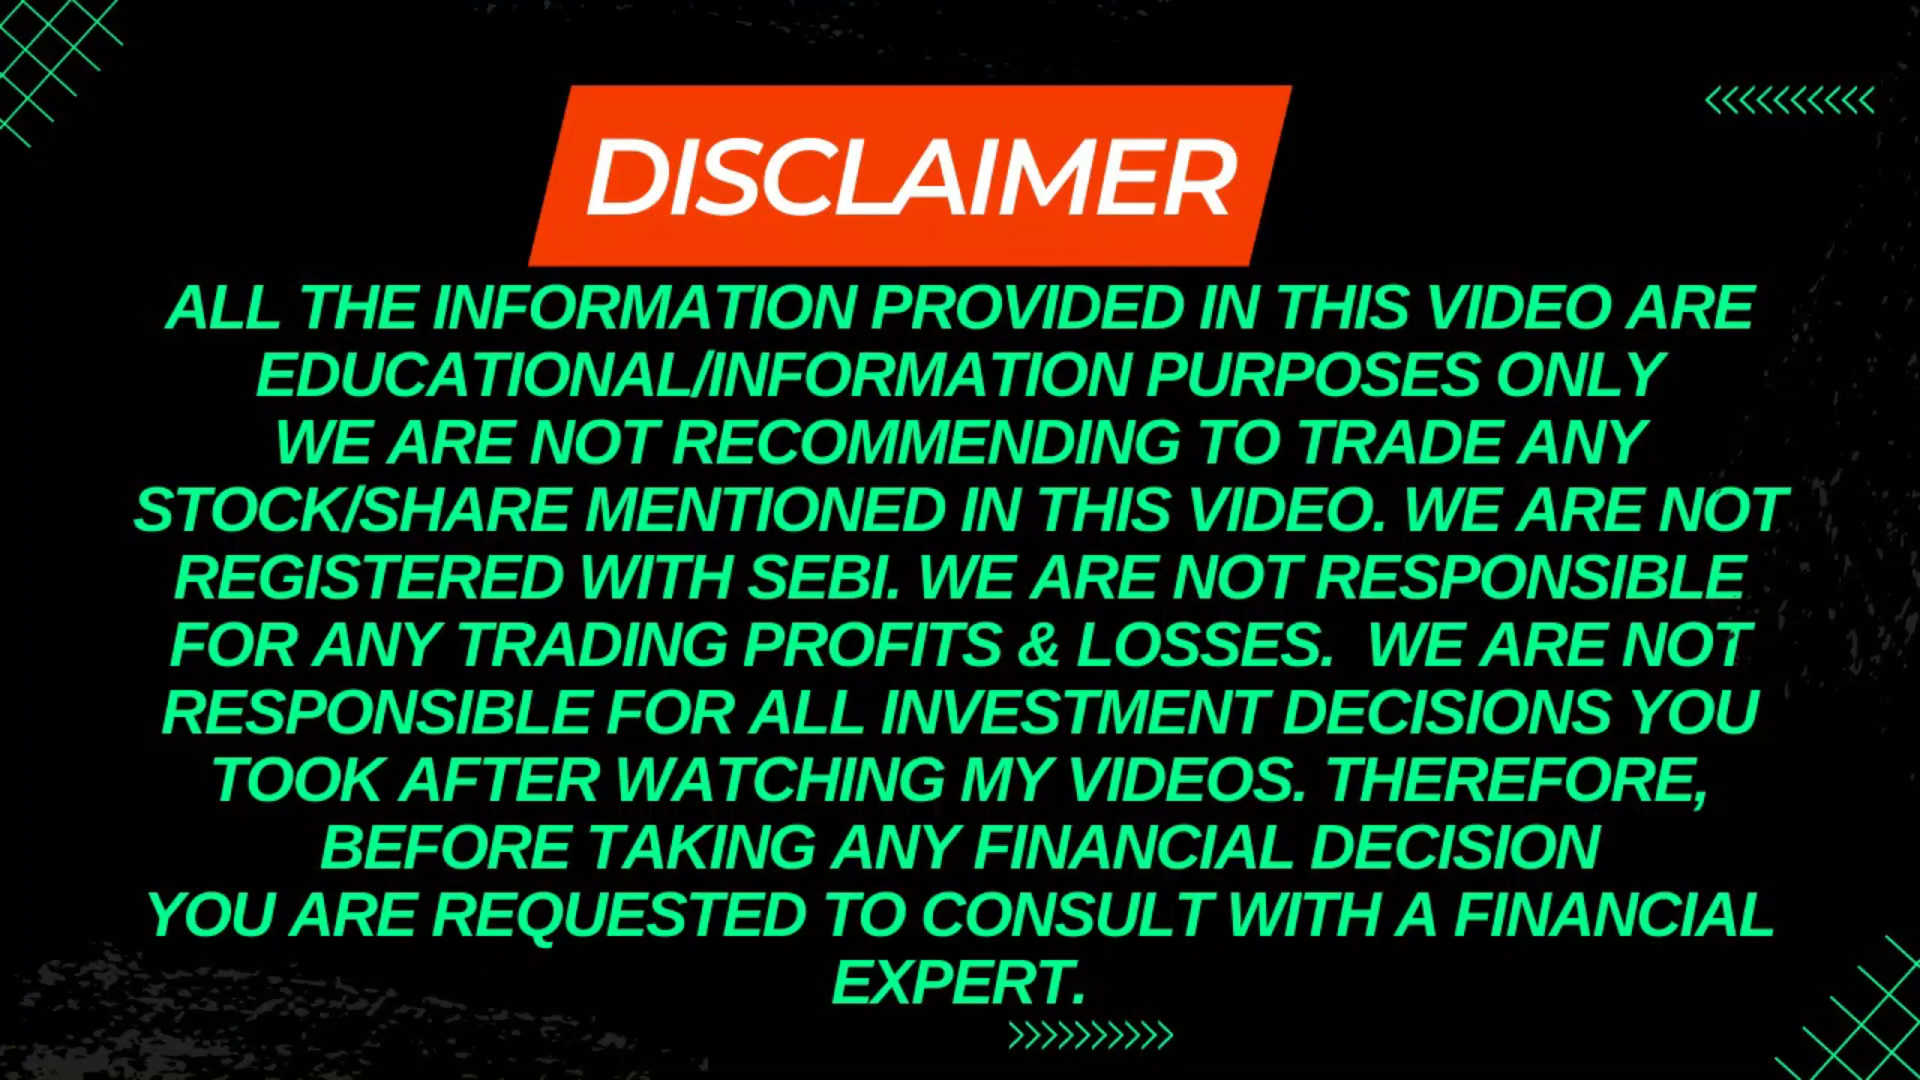 DISCLAIMER
ALL THE INFORMATION PROVIDED IN THIS VIDEO ARE
EDUCATIONAL/INFORMATION PURPOSES ONLY
WE ARE NOT RECOMMENDING TO TRADE ANY
STOCK/SHARE MENTIONED IN THIS VIDEO. WE ARE NOT
REGISTERED WITH SEBI. WE ARE NOT RESPONSIBLE
FOR ANY TRADING PROFITS & LOSSES.  WE ARE NOT
RESPONSIBLE FOR ALL INVESTMENT DECISIONS YOU
TOOK AFTER WATCHING MY VIDEOS. THEREFORE,
BEFORE TAKING ANY FINANCIAL DECISION
YOU ARE REQUESTED TO CONSULT WITH A FINANCIAL
EXPERT.